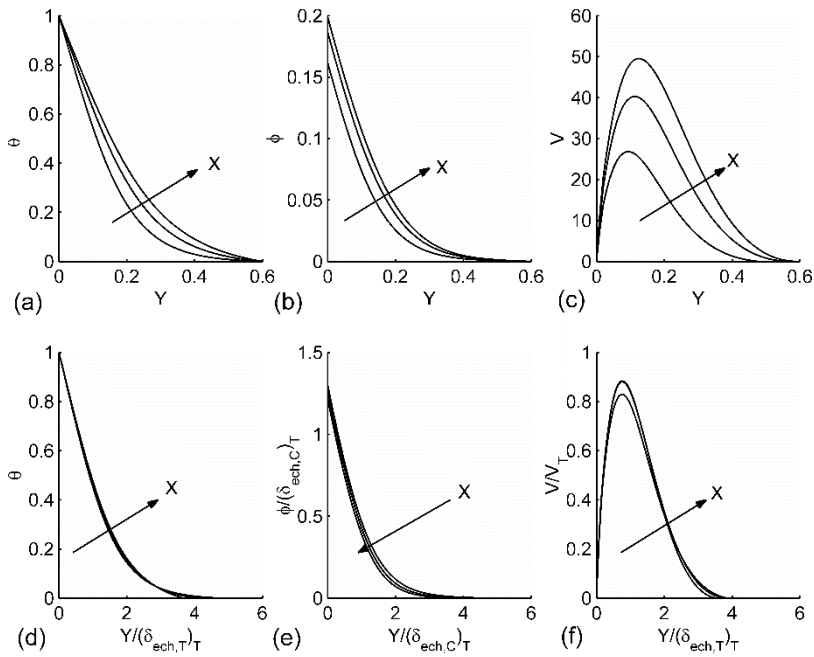 1
0.8
0.6
0.4
0.2
0
θ
X
0 0.2 0.4 0.6
(a) Y
0.2
0.15
0.1
0.05
0
ϕ
X
0 0.2 0.4 0.6
(b) Y
60
50
40
30
20
10
0
V
X
0 0.2 0.4 0.6
(c) Y
1
0.8
0.6
0.4
0.2
0
θ
X
0 2 4 6
(d) Y/(δech,T)T
1.5
1
0.5
0
ϕ/(δech,C)T
X
0 2 4 6
(e) Y/(δech,C)T
1
0.8
0.6
0.4
0.2
0
V/VT
X
0 2 4 6
(f) Y/(δech,T)T